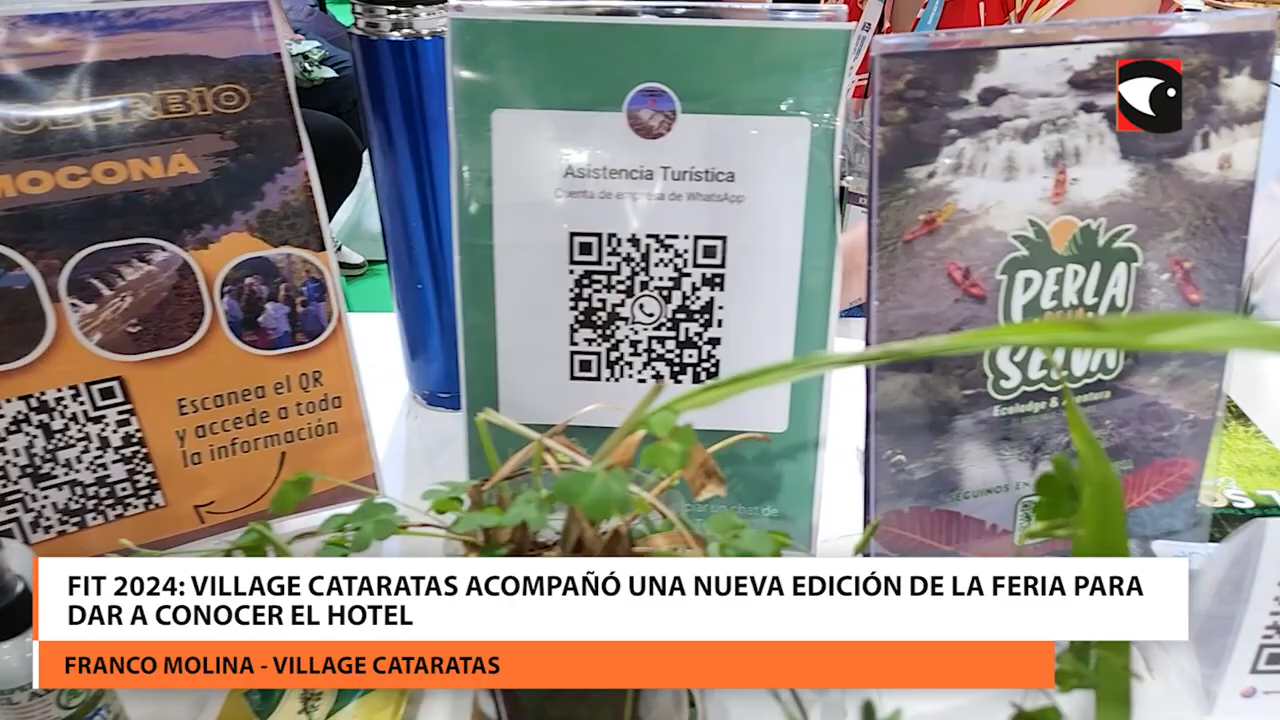 MOCONÁ
Escanea el QR
y accede a toda
la información
Asistencia Turística
Cuenta de empresa de WhatsApp
PERLA
SELVA
Ecolodge & Aventura
SEGUINOS EN
FIT 2024: VILLAGE CATARATAS ACOMPAÑÓ UNA NUEVA EDICIÓN DE LA FERIA PARA
DAR A CONOCER EL HOTEL
FRANCO MOLINA - VILLAGE CATARATAS